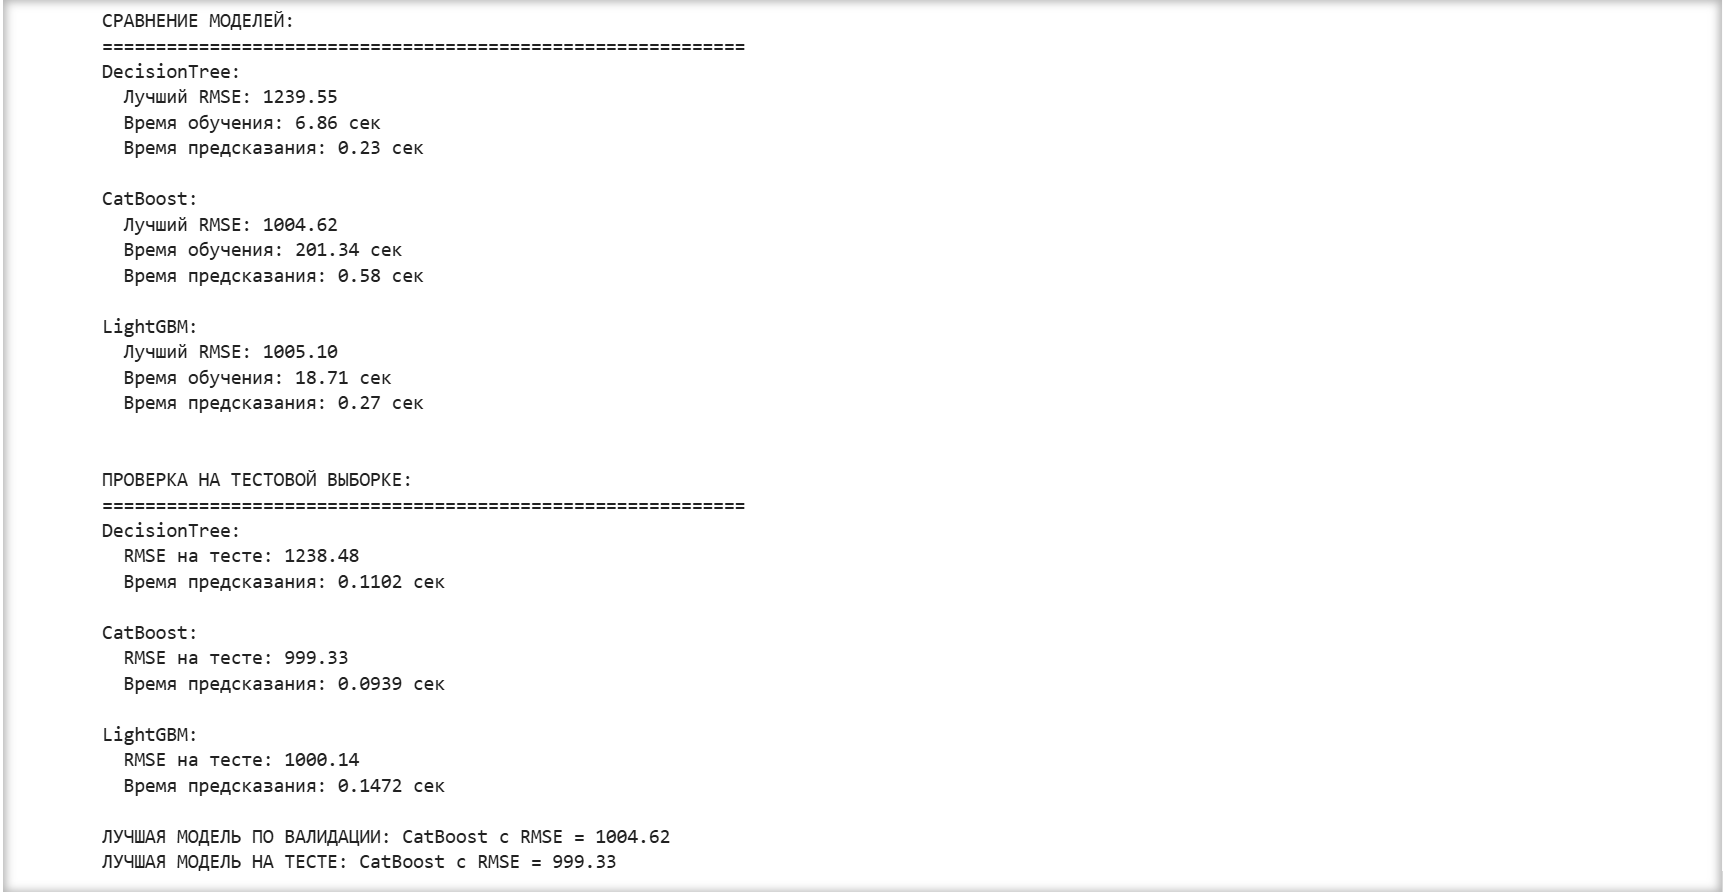 СРАВНЕНИЕ МОДЕЛЕЙ:
============================================================
DecisionTree:
Лучший RMSE: 1239.55
Время обучения: 6.86 сек
Время предсказания: 0.23 сек
CatBoost:
Лучший RMSE: 1004.62
Время обучения: 201.34 сек
Время предсказания: 0.58 сек
LightGBM:
Лучший RMSE: 1005.10
Время обучения: 18.71 сек
Время предсказания: 0.27 сек
ПРОВЕРКА НА ТЕСТОВОЙ ВЫБОРКЕ:
============================================================
DecisionTree:
RMSE на тесте: 1238.48
Время предсказания: 0.1102 сек
CatBoost:
RMSE на тесте: 999.33
Время предсказания: 0.0939 сек
LightGBM:
RMSE на тесте: 1000.14
Время предсказания: 0.1472 сек
ЛУЧШАЯ МОДЕЛЬ ПО ВАЛИДАЦИИ: CatBoost с RMSE = 1004.62
ЛУЧШАЯ МОДЕЛЬ НА ТЕСТЕ: CatBoost с RMSE = 999.33